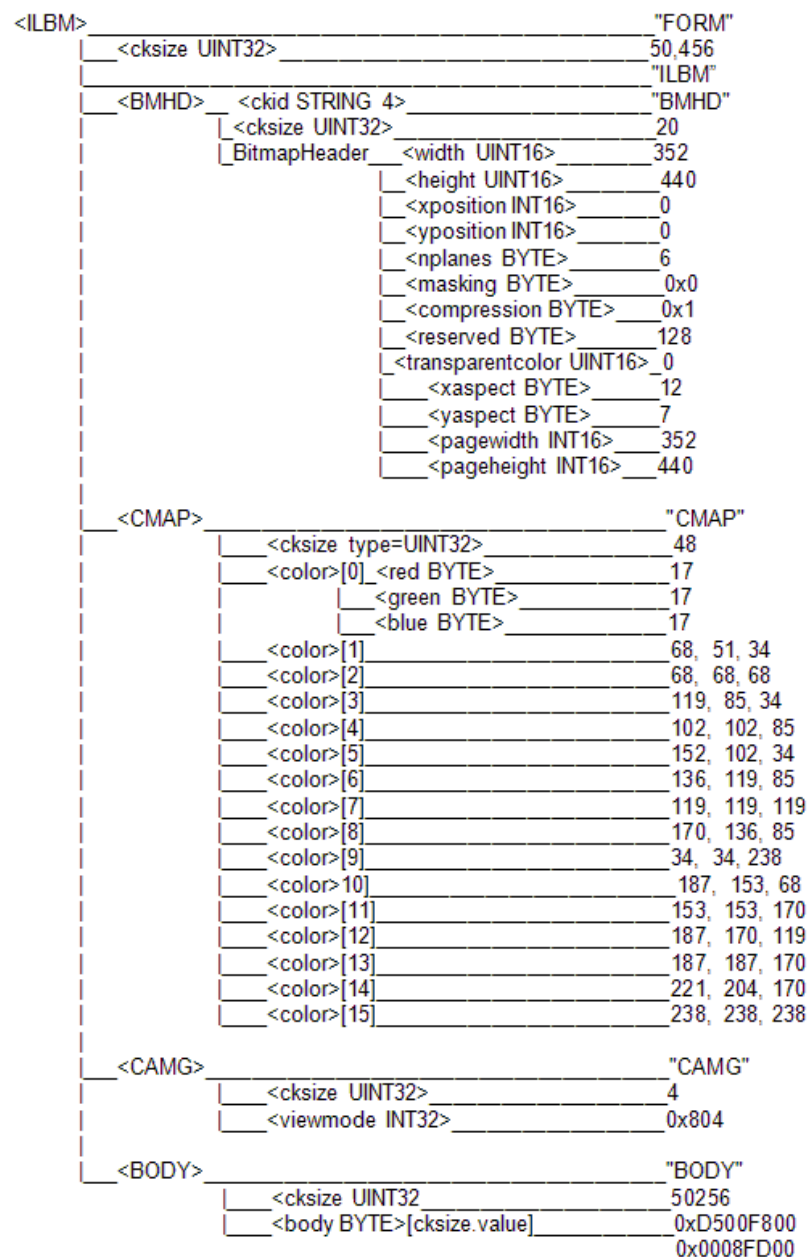 <ILBM> "FORM"
<cksize UINT32> 50,456
"ILBM"
<BMHD> <ckid STRING 4> "BMHD"
<cksize UINT32> 20
BitmapHeader <width UINT16> 352
<height UINT16> 440
<xposition INT16> 0
<yposition INT16> 0
<nplanes BYTE> 6
<masking BYTE> 0x0
<compression BYTE> 0x1
<reserved BYTE> 128
<transparentcolor UINT16> 0
<xaspect BYTE> 12
<yaspect BYTE> 7
<pagewidth INT16> 352
<pageheight INT16> 440
<CMAP> "CMAP"
<cksize type=UINT32> 48
<color>[0] <red BYTE> 17
<green BYTE> 17
<blue BYTE> 17
<color>[1] 68, 51, 34
<color>[2] 68, 68, 68
<color>[3] 119, 85, 34
<color>[4] 102, 102, 85
<color>[5] 152, 102, 34
<color>[6] 136, 119, 85
<color>[7] 119, 119, 119
<color>[8] 170, 136, 85
<color>[9] 34, 34, 238
<color>10] 187, 153, 68
<color>[11] 153, 153, 170
<color>[12] 187, 170, 119
<color>[13] 187, 187, 170
<color>[14] 221, 204, 170
<color>[15] 238, 238, 238
<CAMG> "CAMG"
<cksize UINT32> 4
<viewmode INT32> 0x804
<BODY> "BODY"
<cksize UINT32 50256
<body BYTE>[cksize.value] 0xD500F800
0x0008FD00